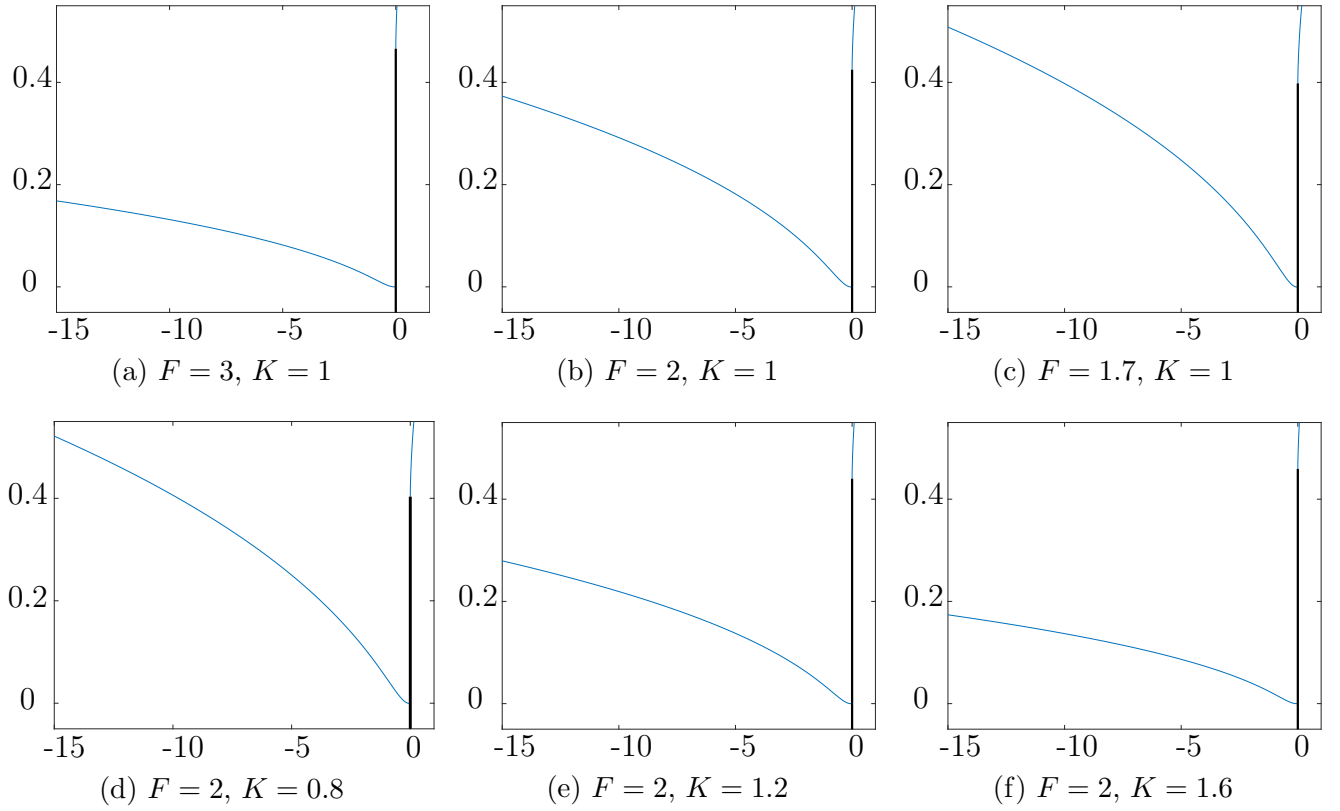 0.4
0.2
0
-15 -10 -5 0
(a) F = 3, K = 1
0.4
0.2
0
-15 -10 -5 0
(b) F = 2, K = 1
0.4
0.2
0
-15 -10 -5 0
(c) F = 1.7, K = 1
0.4
0.2
0
-15 -10 -5 0
(d) F = 2, K = 0.8
0.4
0.2
0
-15 -10 -5 0
(e) F = 2, K = 1.2
0.4
0.2
0
-15 -10 -5 0
(f) F = 2, K = 1.6